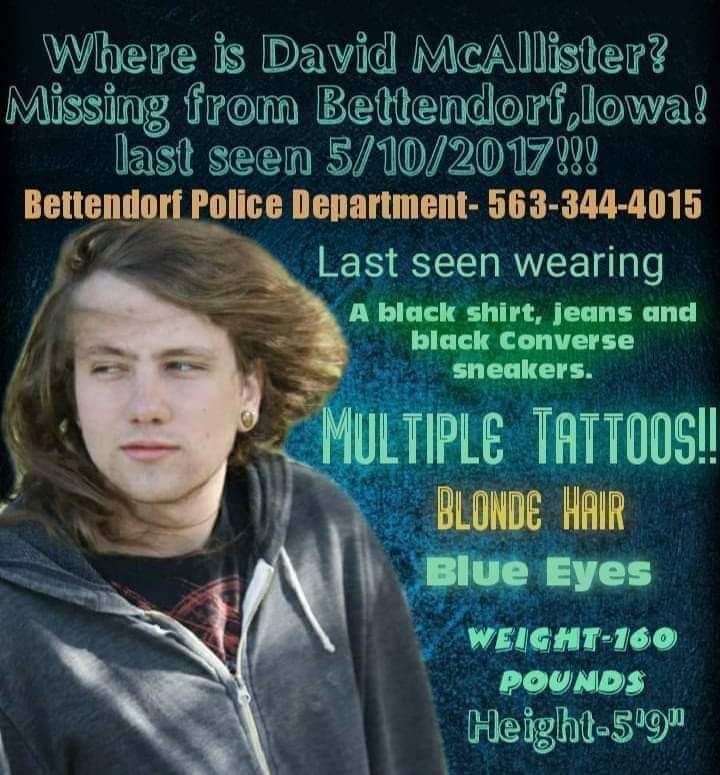 Where is David McAllister?
Missing from Bettendorf,Iowa!
last seen 5/10/2017!!!
Bettendorf Police Department- 563-344-4015
Last seen wearing
A black shirt, jeans and
black Converse
sneakers.
MULTIPLE TATTOOS!!
BLONDE HAIR
Blue Eyes
WEIGHT-160
POUNDS
Height-5'9"